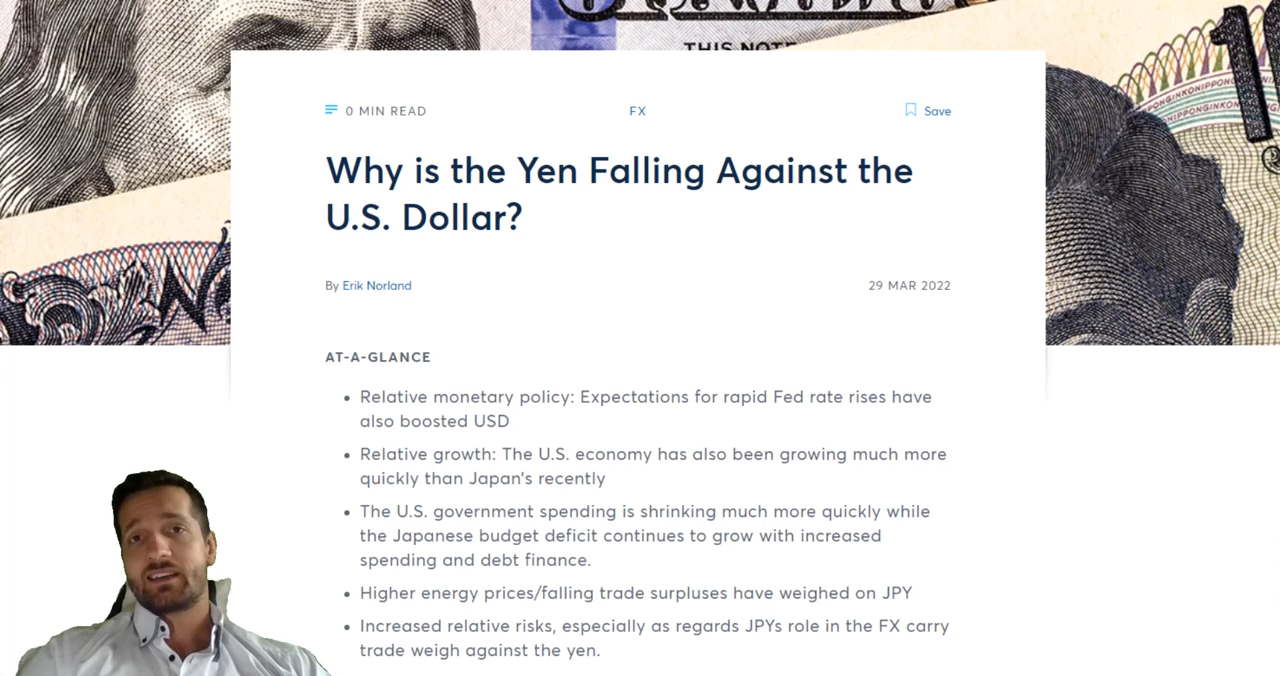 THIS NOTE
0 MIN READ
FX
Save
Why is the Yen Falling Against the
U.S. Dollar?
By Erik Norland
29 MAR 2022
AT-A-GLANCE
• Relative monetary policy: Expectations for rapid Fed rate rises have
also boosted USD
• Relative growth: The U.S. economy has also been growing much more
quickly than Japan's recently
• The U.S. government spending is shrinking much more quickly while
the Japanese budget deficit continues to grow with increased
spending and debt finance.
• Higher energy prices/falling trade surpluses have weighed on JPY
• Increased relative risks, especially as regards JPYs role in the FX carry
trade weigh against the yen.